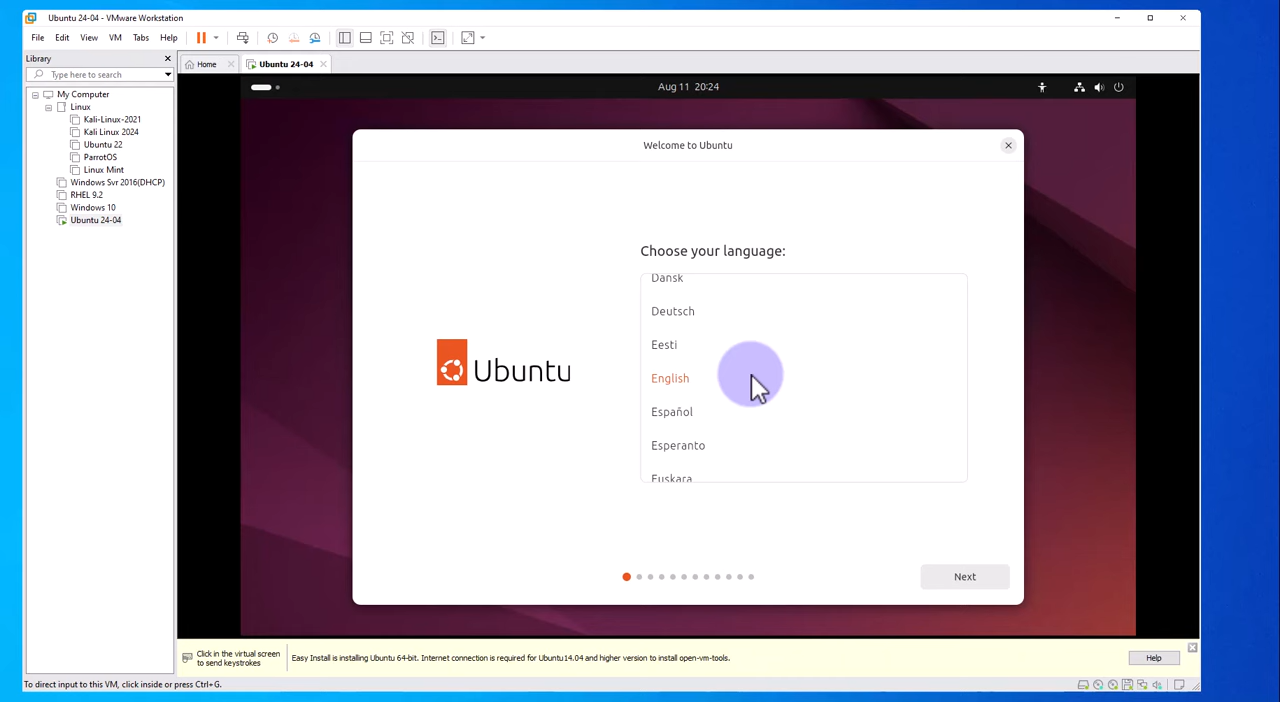 Ubuntu 24-04 - VMware Workstation
File Edit View VM Tabs Help
Library
Type here to search
My Computer
Linux
Kali-Linux-2021
Kali Linux 2024
Ubuntu 22
ParrotOS
Linux Mint
Windows Svr 2016(DHCP)
RHEL 9.2
Windows 10
Ubuntu 24-04
Home Ubuntu 24-04
Aug 11 20:24
Welcome to Ubuntu
Ubuntu
Choose your language:
Dansk
Deutsch
Eesti
English
Español
Esperanto
Euskara
Next
Click in the virtual screen
to send keystrokes
Easy Install is installing Ubuntu 64-bit. Internet connection is required for Ubuntu14.04 and higher version to install open-vm-tools.
Help
To direct input to this VM, click inside or press Ctrl+G.